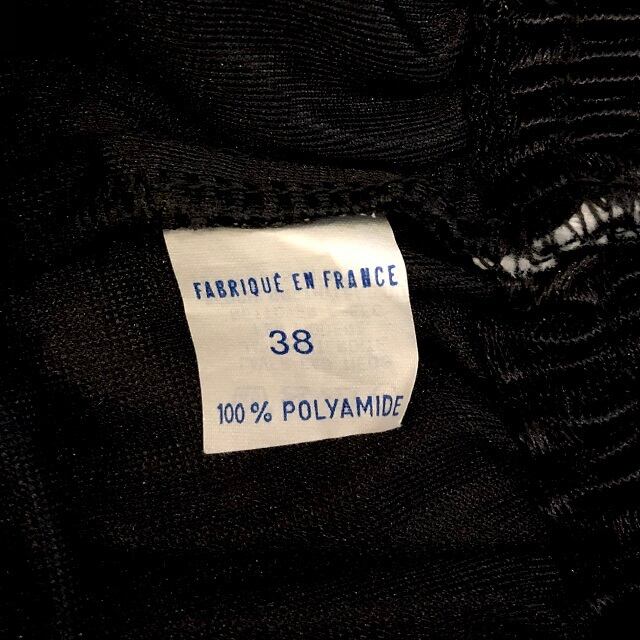 FABRIQUÉ EN FRANCE
38
100 % POLYAMIDE